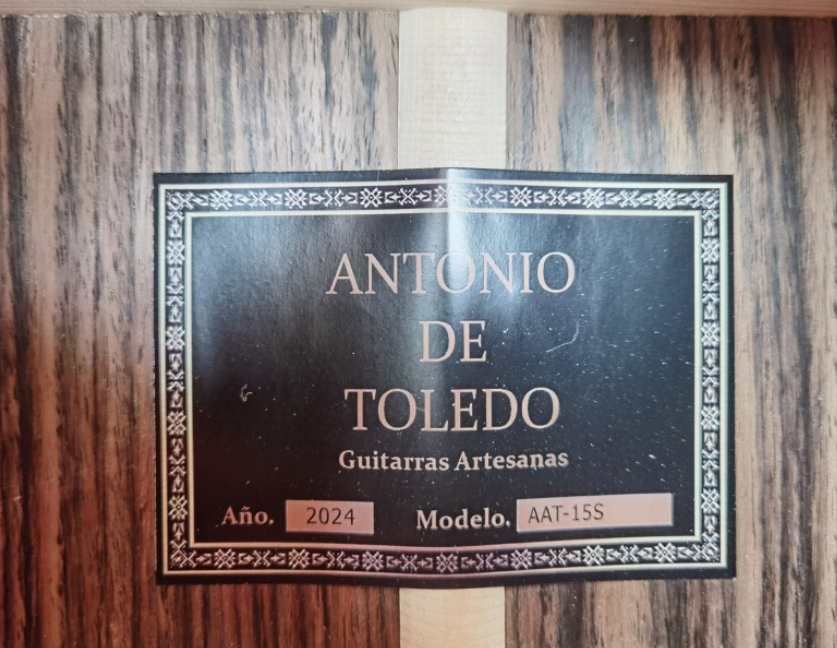 ANTONIO
DE
TOLEDO
Guitarras Artesanas
Año. 2024 Modelo. AAT-15S